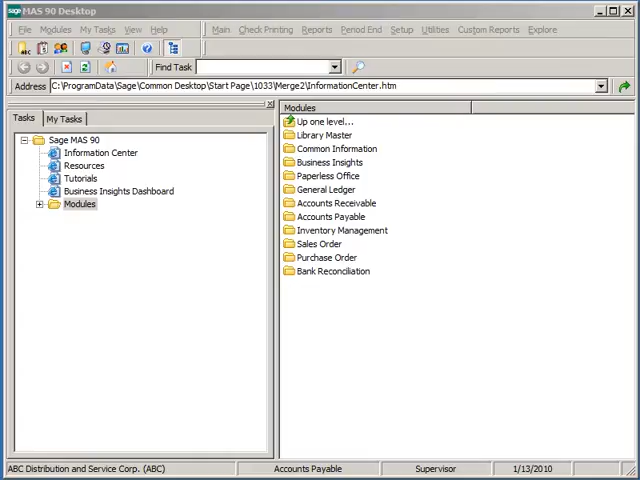 sage MAS 90 Desktop
File Modules My Tasks View Help Main Check Printing Reports Period End Setup Utilities Custom Reports Explore
ABC
Find Task
Address C:\ProgramData\Sage\Common Desktop\Start Page\1033\Merge2\InformationCenter.htm
Tasks My Tasks
Sage MAS 90
Information Center
Resources
Tutorials
Business Insights Dashboard
Modules
Modules
Up one level...
Library Master
Common Information
Business Insights
Paperless Office
General Ledger
Accounts Receivable
Accounts Payable
Inventory Management
Sales Order
Purchase Order
Bank Reconciliation
ABC Distribution and Service Corp. (ABC) Accounts Payable Supervisor 1/13/2010